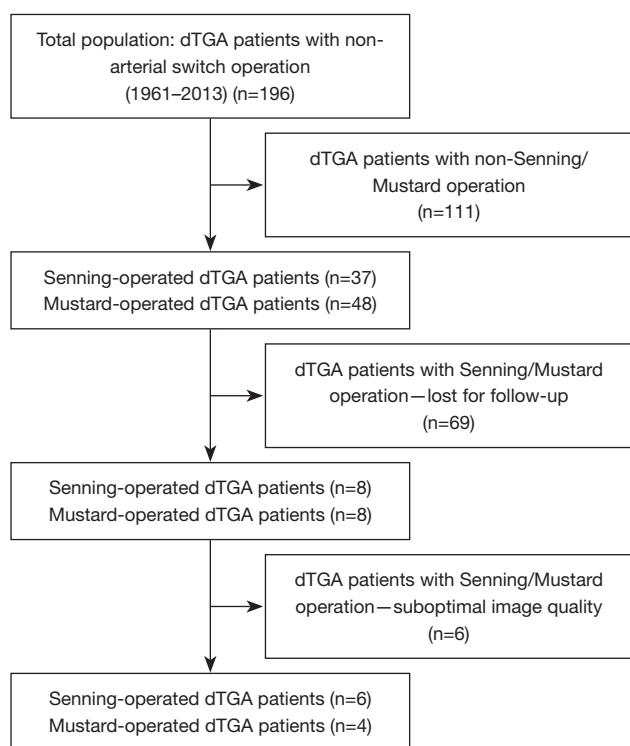 Total population: dTGA patients with non-
arterial switch operation
(1961–2013) (n=196)
dTGA patients with non-Senning/
Mustard operation
(n=111)
Senning-operated dTGA patients (n=37)
Mustard-operated dTGA patients (n=48)
dTGA patients with Senning/Mustard
operation—lost for follow-up
(n=69)
Senning-operated dTGA patients (n=8)
Mustard-operated dTGA patients (n=8)
dTGA patients with Senning/Mustard
operation—suboptimal image quality
(n=6)
Senning-operated dTGA patients (n=6)
Mustard-operated dTGA patients (n=4)